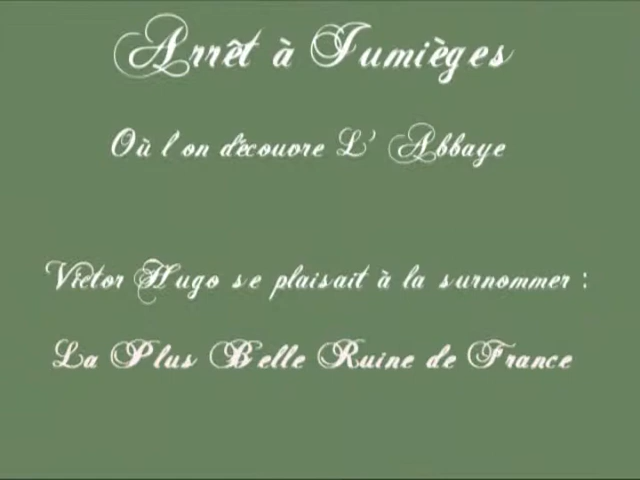 Arrêt à Jumièges
Où l'on découvre L' Abbaye
Victor Hugo se plaisait à la surnommer :
La Plus Belle Ruine de France